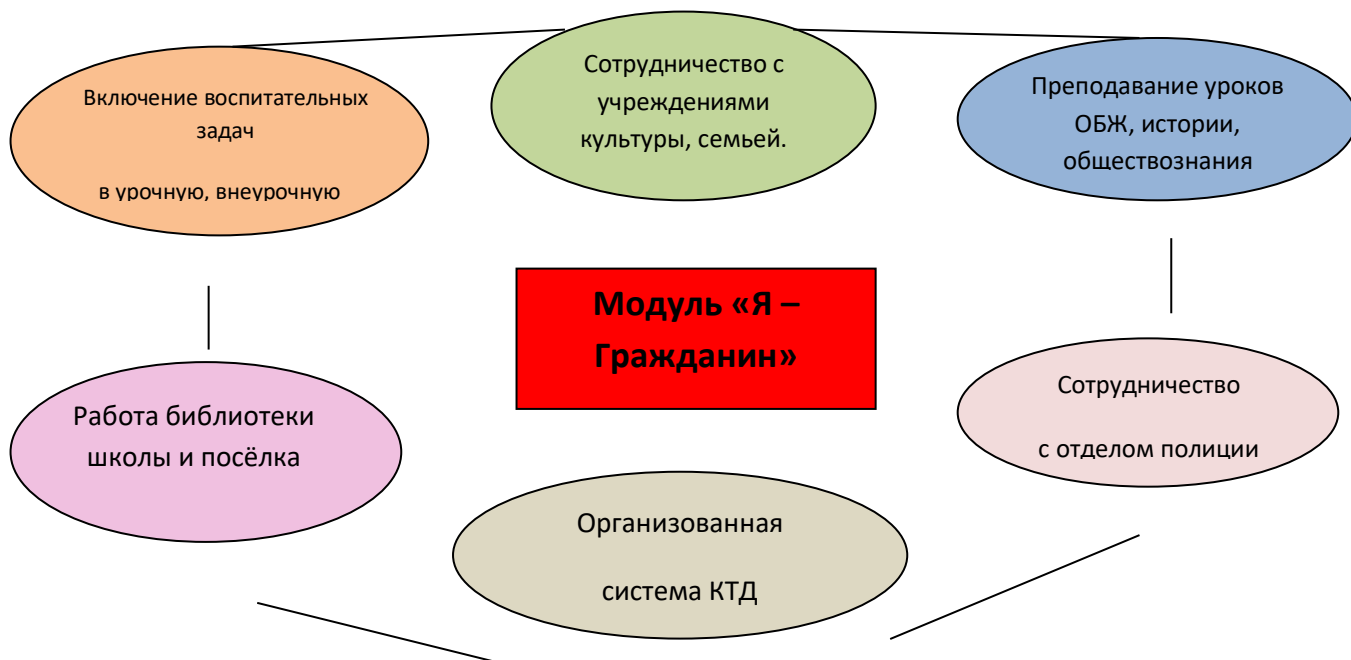 Включение воспитательных
задач
в урочную, внеурочную
Сотрудничество с
учреждениями
культуры, семьей.
Преподавание уроков
ОБЖ, истории,
обществознания
Модуль «Я –
Гражданин»
Работа библиотеки
школы и посёлка
Сотрудничество
с отделом полиции
Организованная
система КТД